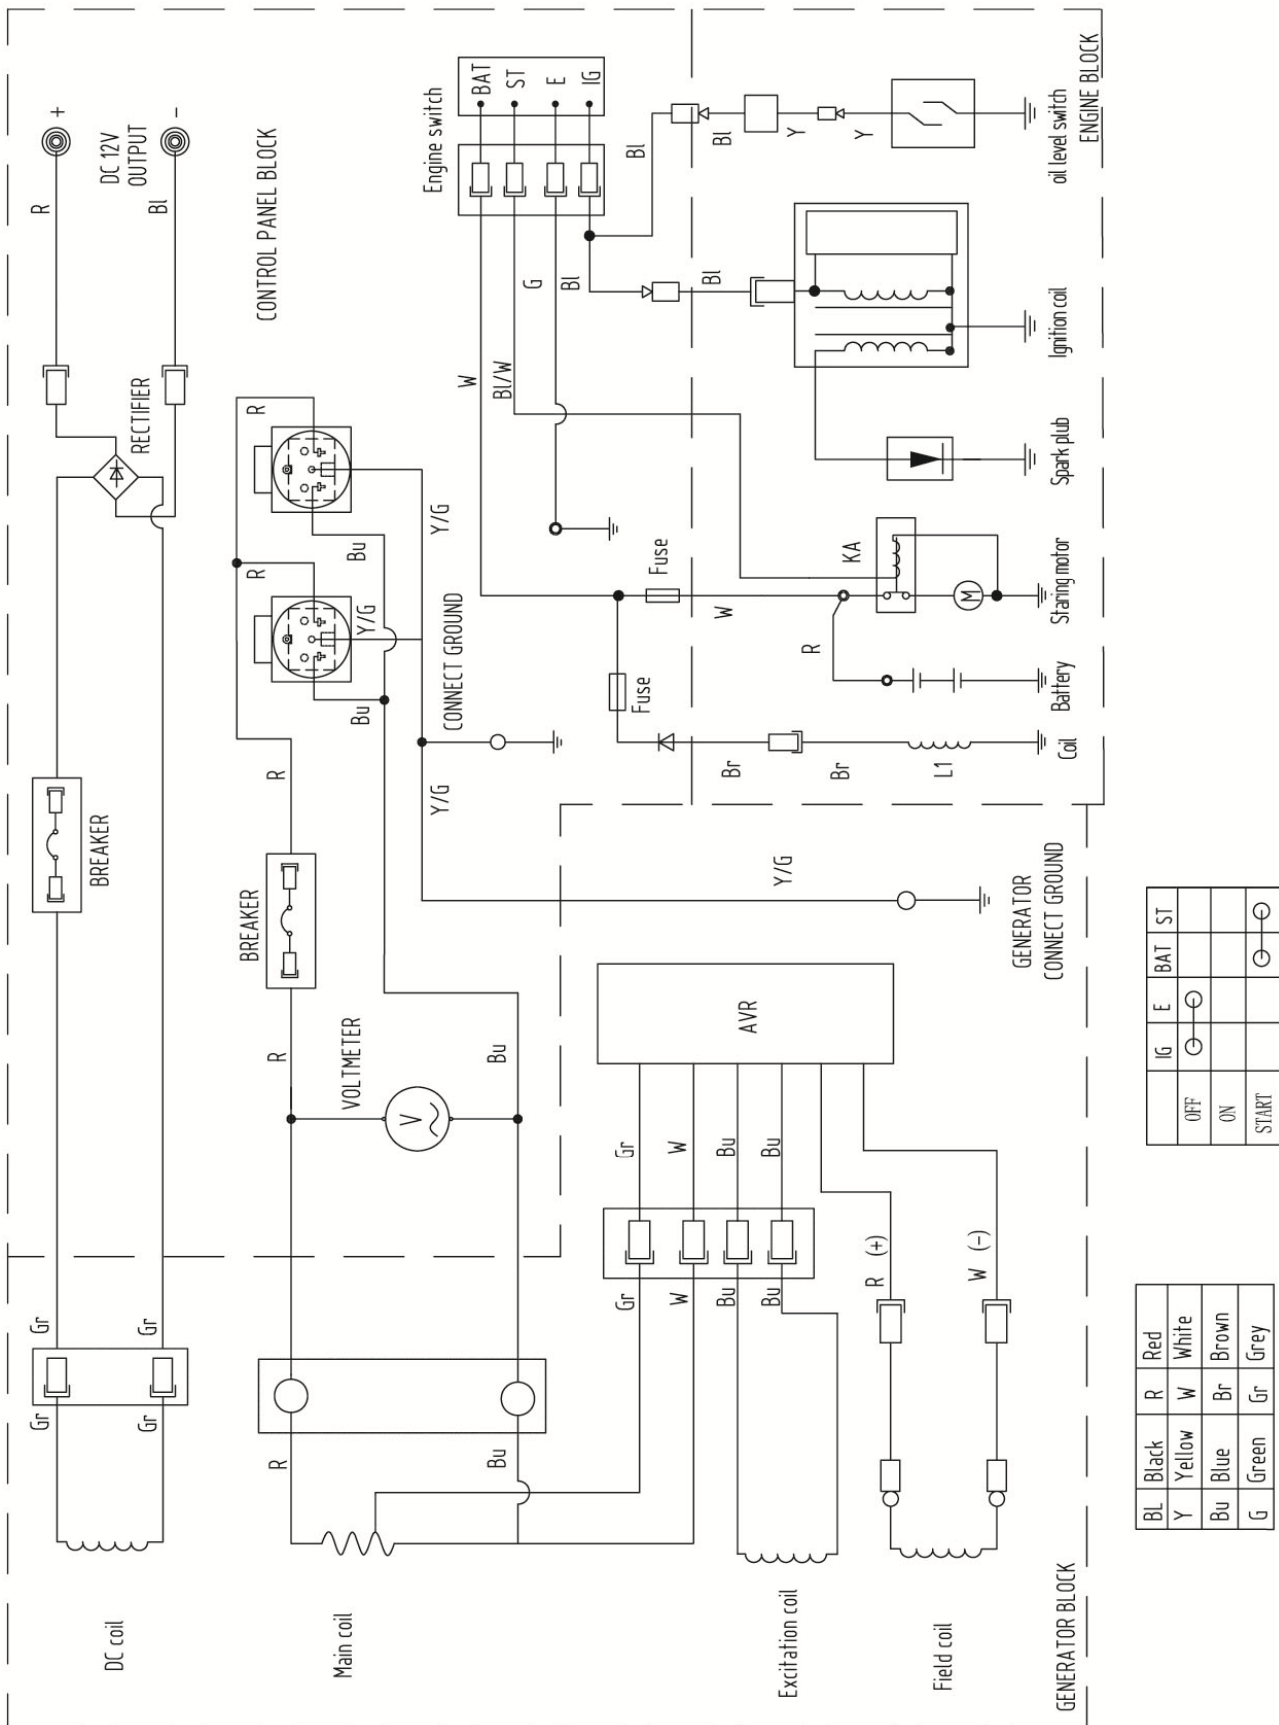 DC coil
Gr
Gr
Gr
Gr
BREAKER
RECTIFIER
R
+
DC 12V
OUTPUT
Bl
-
CONTROL PANEL BLOCK
Main coil
R
Bu
R
VOLTMETER
Bu
BREAKER
R
R
R
Bu
Y/G
Bu
Y/G
Y/G
CONNECT GROUND
Engine switch
BAT
ST
E
IG
W
Bl/W
G
Bl
Bl
Fuse
Fuse
W
Excitation coil
Gr
W
Bu
Bu
Gr
W
Bu
Bu
AVR
Field coil
R (+)
W (-)
Y/G
GENERATOR
CONNECT GROUND
GENERATOR BLOCK
Br
Br
L1
R
KA
M
V
Bl
Bl
Y
Y
Coil
Battery
Staring motor
Spark plub
Ignition coil
oil level switch
ENGINE BLOCK
BL Black R Red
Y Yellow W White
Bu Blue Br Brown
G Green Gr Grey
IG E BAT ST
OFF
ON
START